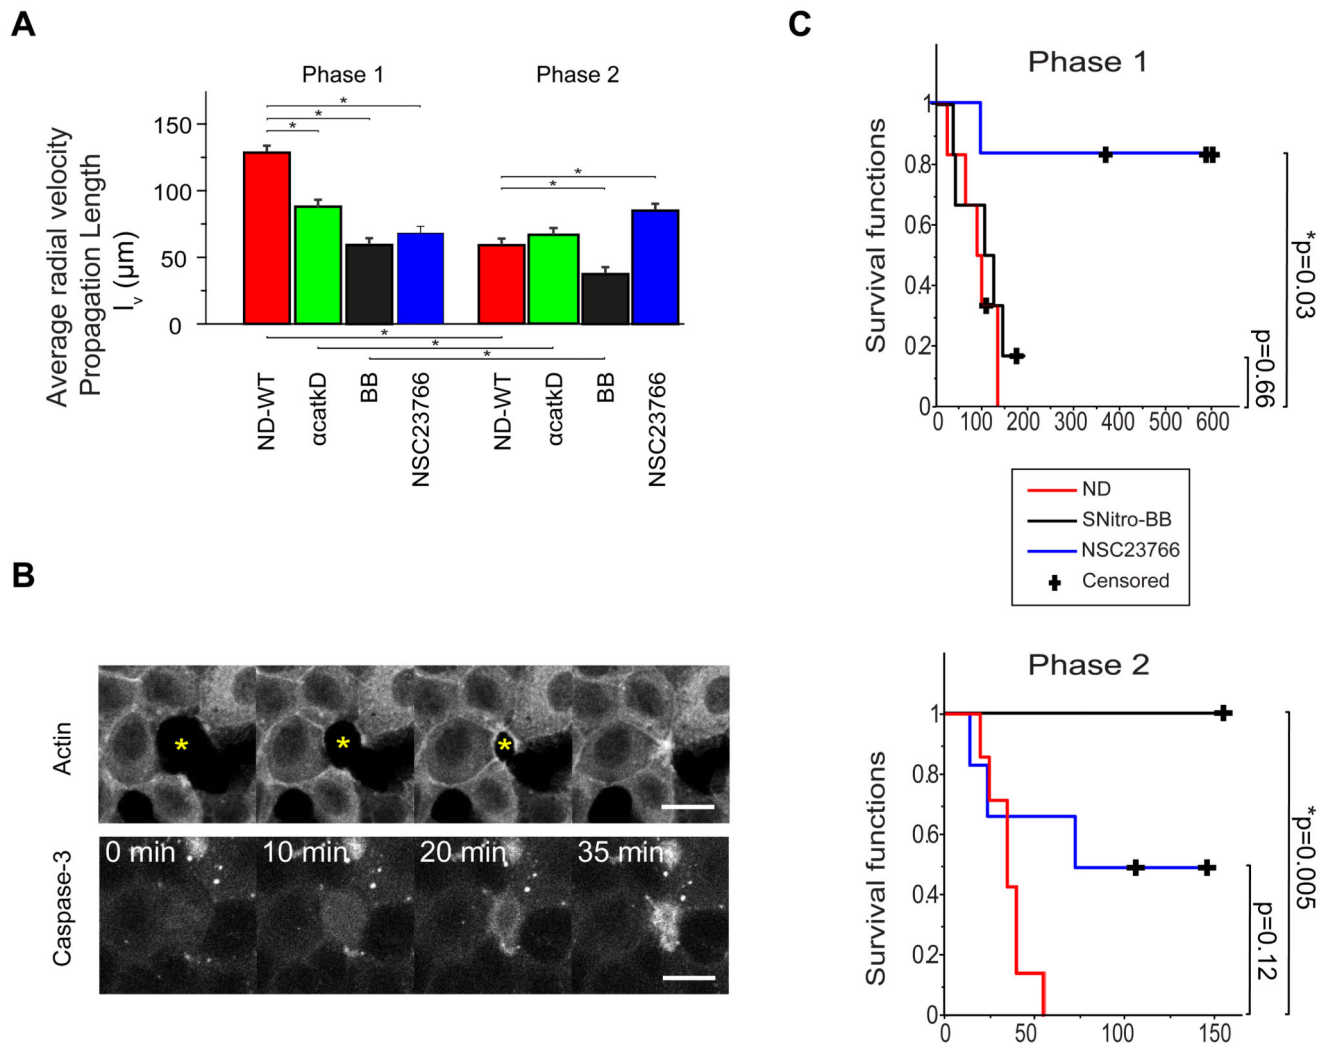 A
Phase 1
Phase 2
Average radial velocity
Propagation Length
lv (µm)
150
100
50
0
*
*
*
*
*
*
*
*
ND-WT
αcatkD
BB
NSC23766
ND-WT
αcatkD
BB
NSC23766
B
Actin
*
*
*
Caspase-3
0 min
10 min
20 min
35 min
C
Phase 1
Survival functions
1
0.8
0.6
0.4
0.2
0
0 100 200 300 400 500 600
p=0.66
*p=0.03
ND
SNitro-BB
NSC23766
Censored
Phase 2
Survival functions
1
0.8
0.6
0.4
0.2
0
0 50 100 150
p=0.12
*p=0.005